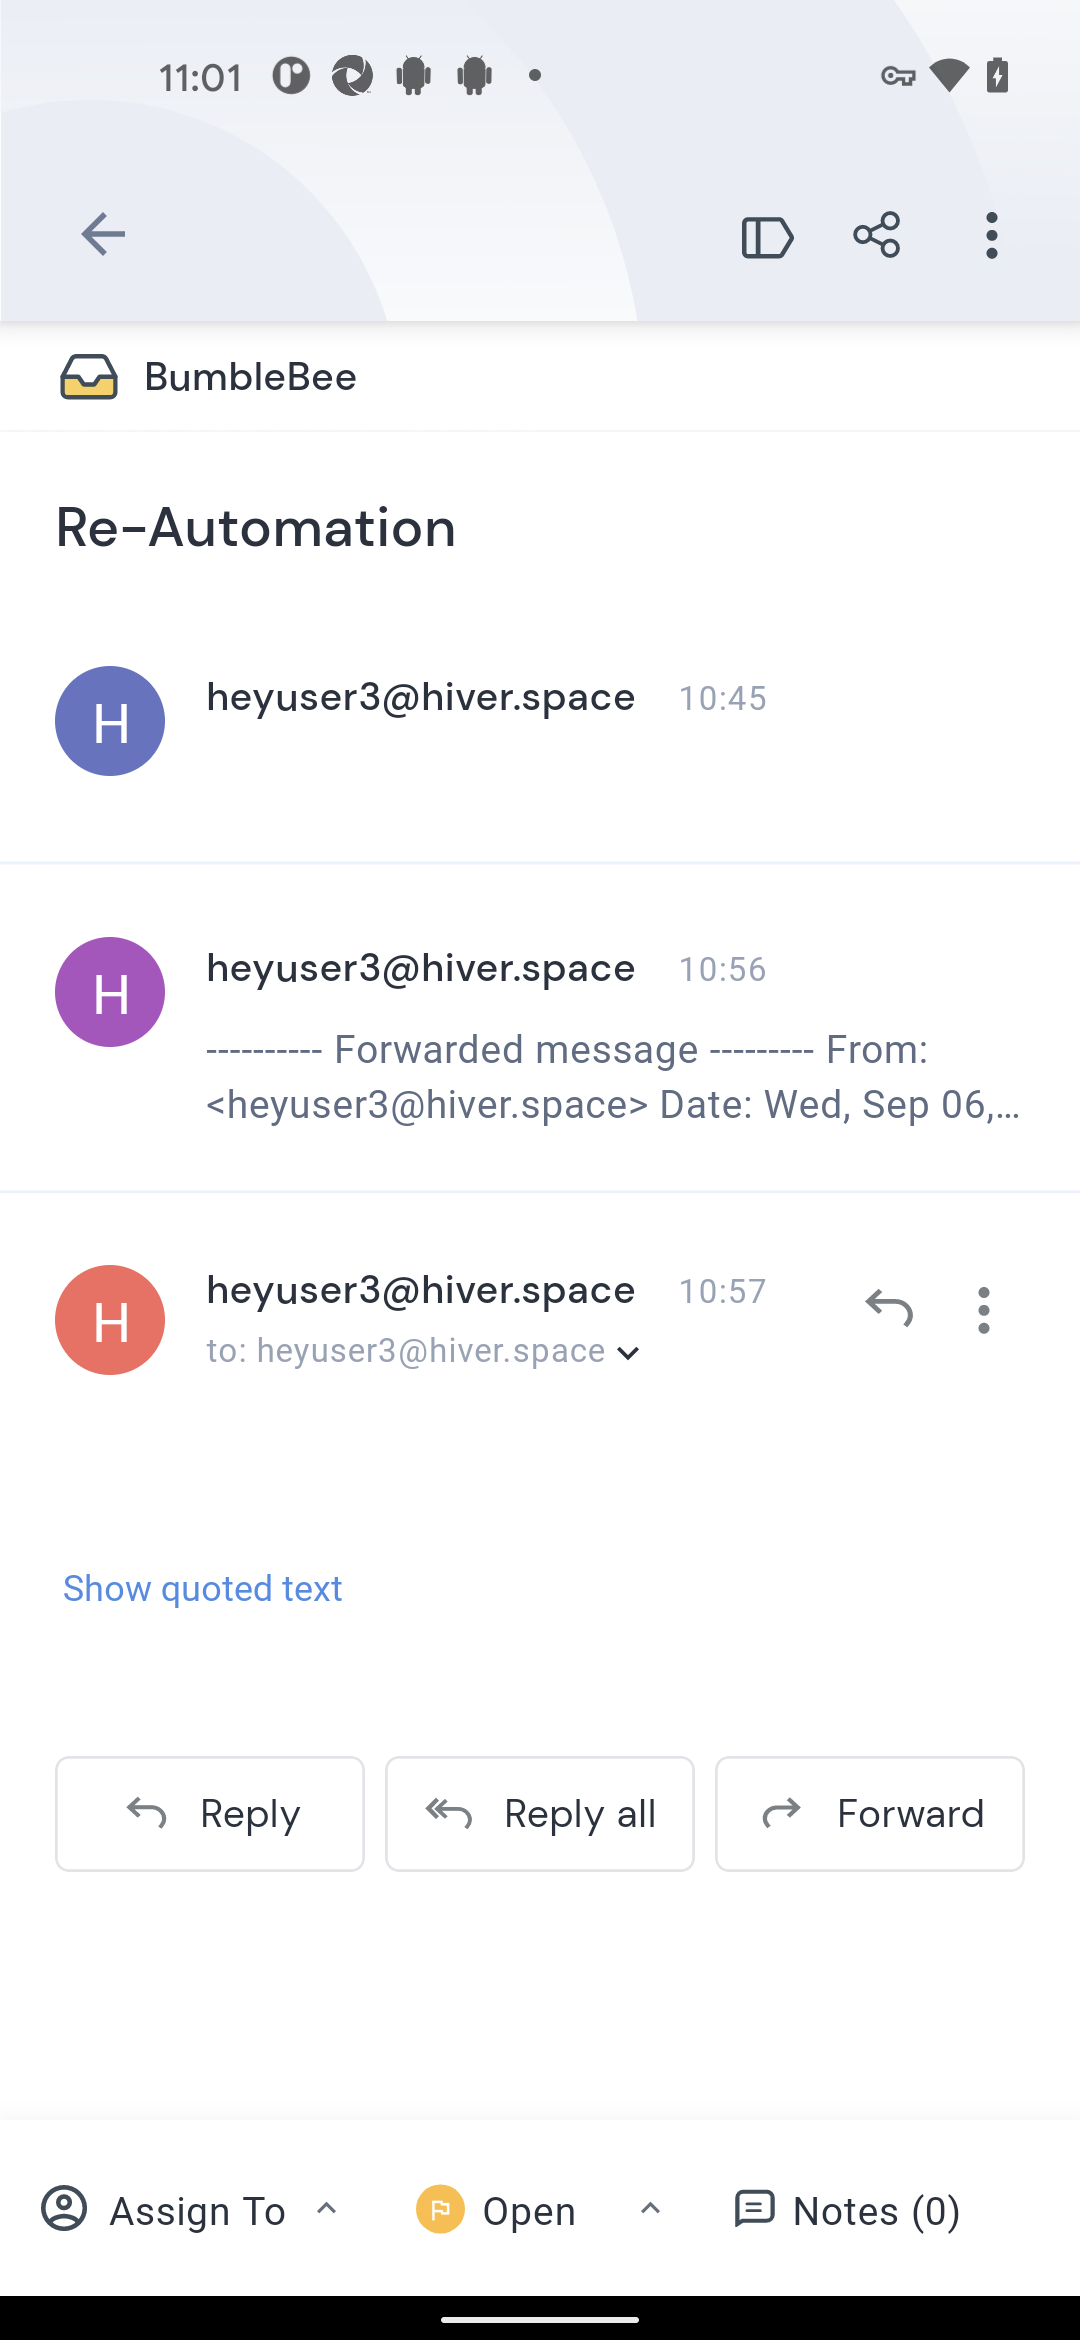 11:01
BumbleBee
Re-Automation
H
heyuser3@hiver.space 10:45
H
heyuser3@hiver.space 10:56
---------- Forwarded message --------- From:
<heyuser3@hiver.space> Date: Wed, Sep 06,...
H
heyuser3@hiver.space 10:57
to: heyuser3@hiver.space
Show quoted text
Reply
Reply all
Forward
Assign To
Open
Notes (0)